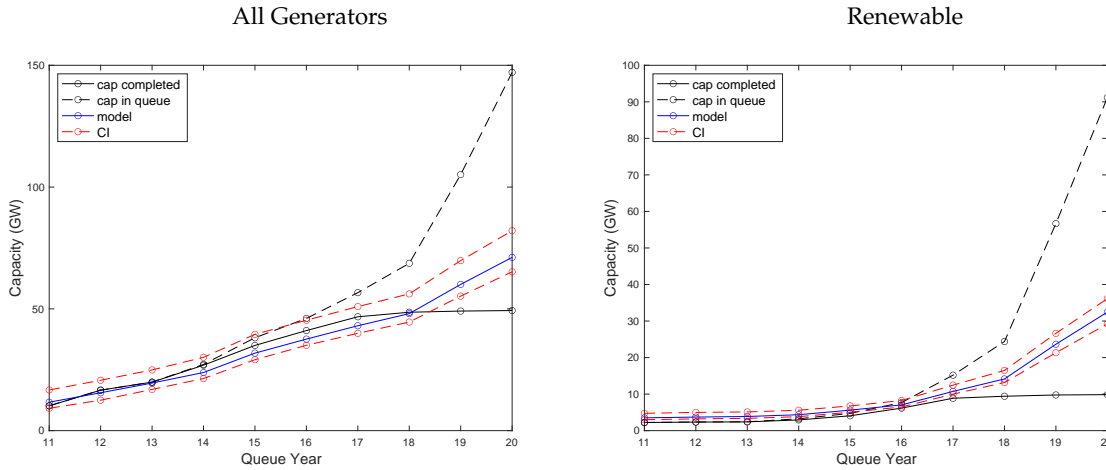 All Generators
150
100
50
0
Capacity (GW)
cap completed
cap in queue
model
CI
11 12 13 14 15 16 17 18 19 20
Queue Year
Renewable
100
90
80
70
60
50
40
30
20
10
0
Capacity (GW)
cap completed
cap in queue
model
CI
11 12 13 14 15 16 17 18 19 2
Queue Year